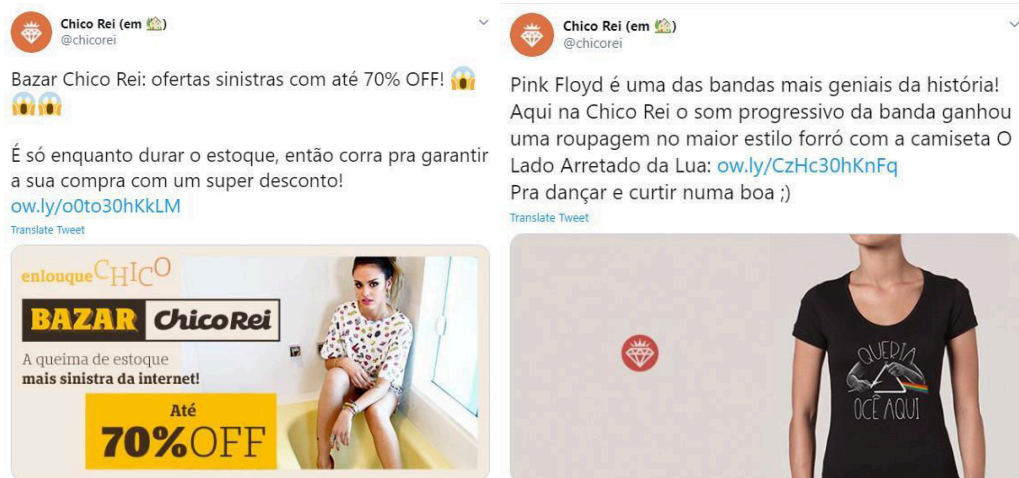 Chico Rei (em 🏡)
@chicorei
Bazar Chico Rei: ofertas sinistras com até 70% OFF! 😱
😱😱
É só enquanto durar o estoque, então corra pra garantir
a sua compra com um super desconto!
ow.ly/o0to30hKkLM
Translate Tweet
enlouqueCHICO
BAZAR ChicoRei
A queima de estoque
mais sinistra da internet!
Até
70%OFF
Chico Rei (em 🏡)
@chicorei
Pink Floyd é uma das bandas mais geniais da história!
Aqui na Chico Rei o som progressivo da banda ganhou
uma roupagem no maior estilo forró com a camiseta O
Lado Arretado da Lua: ow.ly/CzHc30hKnFq
Pra dançar e curtir numa boa ;)
Translate Tweet
QUERIA
OCÊ AQUI